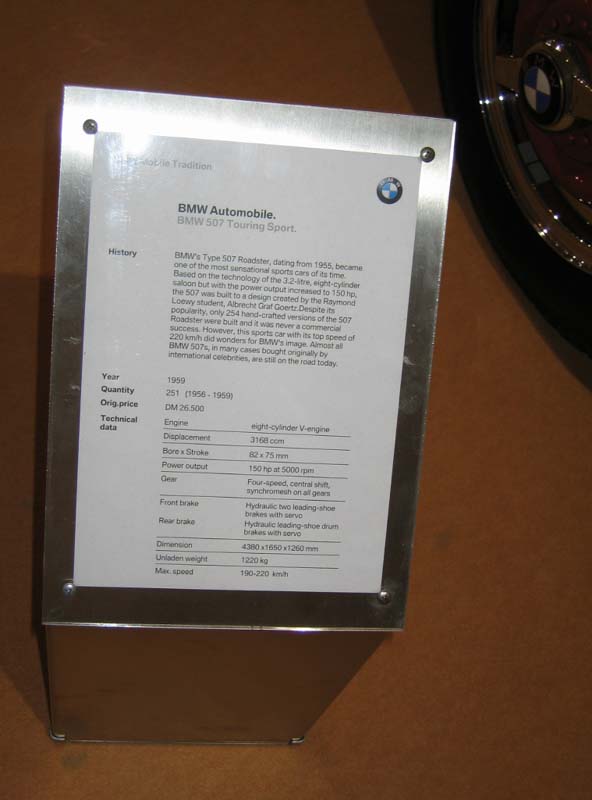 Mobile Tradition
BMW Automobile.
BMW 507 Touring Sport.
History
BMW's Type 507 Roadster, dating from 1955, became
one of the most sensational sports cars of its time.
Based on the technology of the 3.2-litre, eight-cylinder
saloon but with the power output increased to 150 hp,
the 507 was built to a design created by the Raymond
Loewy student, Albrecht Graf Goertz.Despite its
popularity, only 254 hand-crafted versions of the 507
Roadster were built and it was never a commercial
success. However, this sports car with its top speed of
220 km/h did wonders for BMW's image. Almost all
BMW 507s, in many cases bought originally by
international celebrities, are still on the road today.
Year 1959
Quantity 251 (1956 - 1959)
Orig.price DM 26.500
Technical
data
Engine eight-cylinder V-engine
Displacement 3168 ccm
Bore x Stroke 82 x 75 mm
Power output 150 hp at 5000 rpm
Gear Four-speed, central shift,
synchromesh on all gears
Front brake Hydraulic two leading-shoe
brakes with servo
Rear brake Hydraulic leading-shoe drum
brakes with servo
Dimension 4380 x1650 x1260 mm
Unladen weight 1220 kg
Max. speed 190-220 km/h